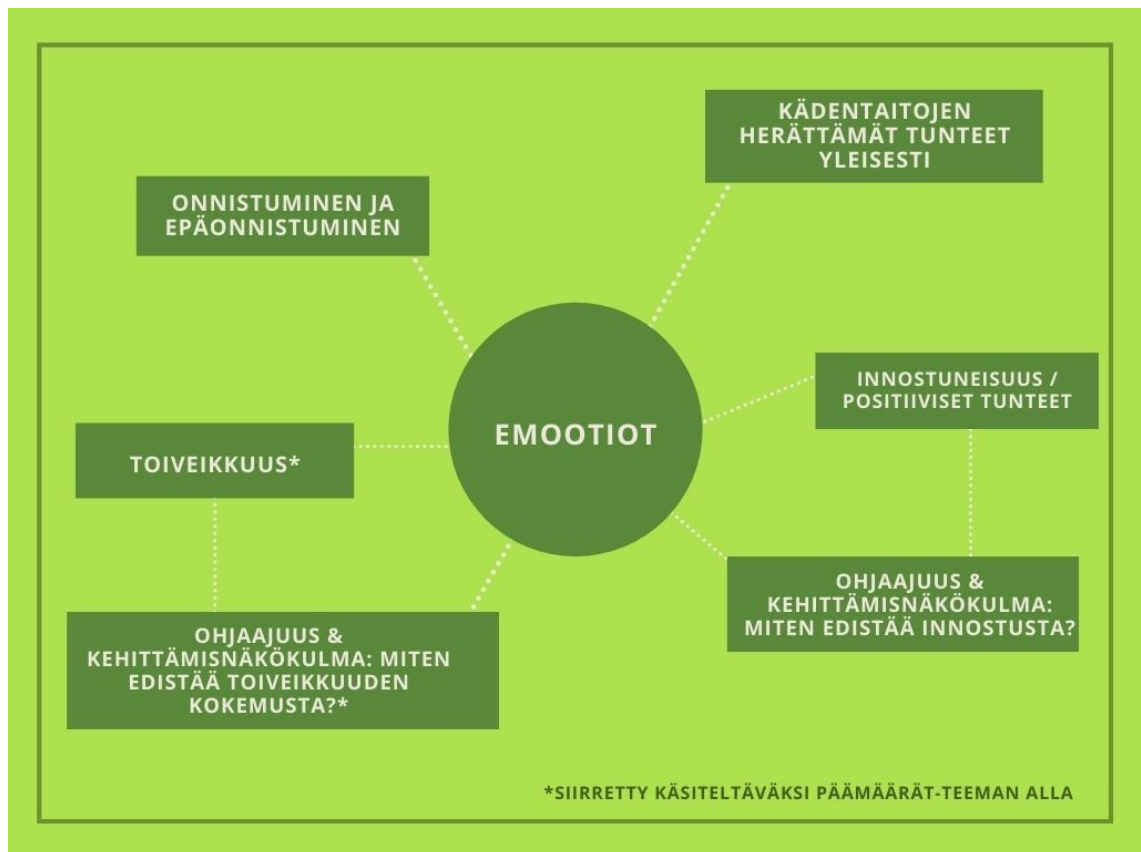 KÄDENTAITOJEN
HERÄTTÄMÄT TUNTEET
YLEISESTI
ONNISTUMINEN JA
EPÄONNISTUMINEN
INNOSTUNEISUUS /
POSITIIVISET TUNTEET
EMOOTIOT
TOIVEIKKUUS*
OHJAAJUUS &
KEHITTÄMISNÄKÖKULMA:
MITEN EDISTÄÄ INNOSTUSTA?
OHJAAJUUS &
KEHITTÄMISNÄKÖKULMA: MITEN
EDISTÄÄ TOIVEIKKUUDEN
KOKEMUSTA?*
*SIIRRETTY KÄSITELTÄVÄKSI PÄÄMÄÄRÄT-TEEMAN ALLA